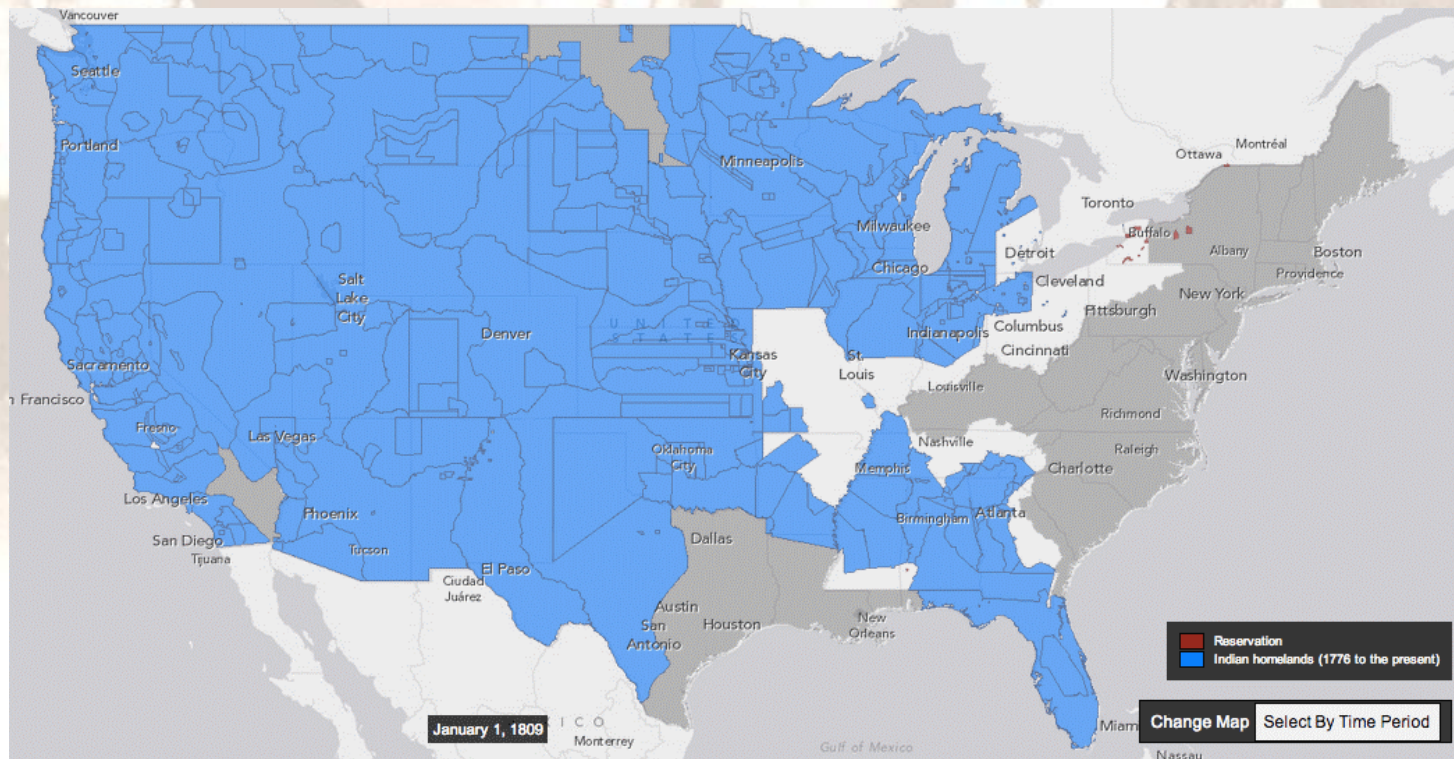 Vancouver
Seattle
Ottawa
Montréal
Portland
Minneapolis
Toronto
Milwaukee
Buffalo
Detroit
Albany
Boston
Salt
Lake
City
Chicago
Cleveland
Providence
New York
Denver
UNITED
STATES
Pittsburgh
Indianapolis
Columbus
Cincinnati
Kansas
City
St.
Louis
Sacramento
Louisville
Washington
n Francisco
Richmond
Fresno
Las Vegas
Nashville
Raleigh
Oklahoma
City
Memphis
Charlotte
Los Angeles
Phoenix
Birmingham
Atlanta
San Diego
Tijuana
Tucson
Dallas
El Paso
Ciudad
Juárez
Austin
San
Antonio
Houston
New
Orleans
Reservation
Indian homelands (1776 to the present)
January 1, 1809
ICO
Monterrey
Gulf of Mexico
Miam
Change Map
Select By Time Period
Nassau